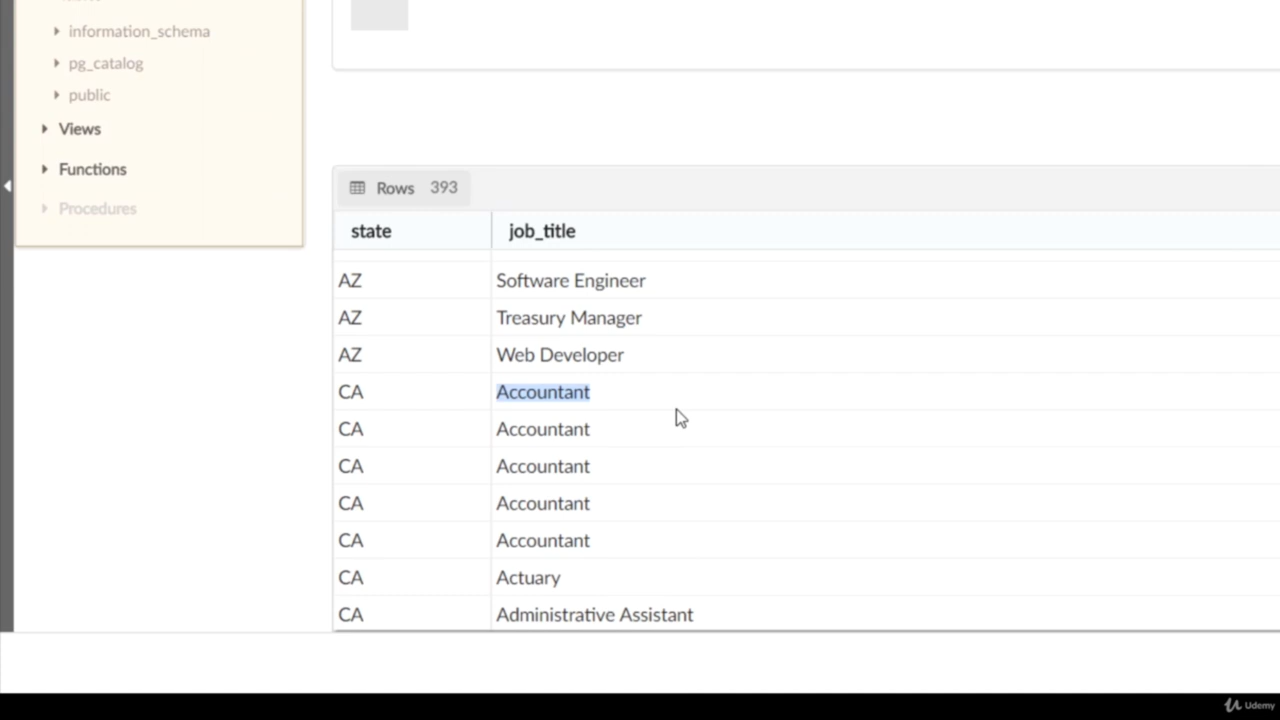 information_schema
pg_catalog
public
Views
Functions
Procedures
Rows 393
state job_title
AZ Software Engineer
AZ Treasury Manager
AZ Web Developer
CA Accountant
CA Accountant
CA Accountant
CA Accountant
CA Accountant
CA Actuary
CA Administrative Assistant
Udemy